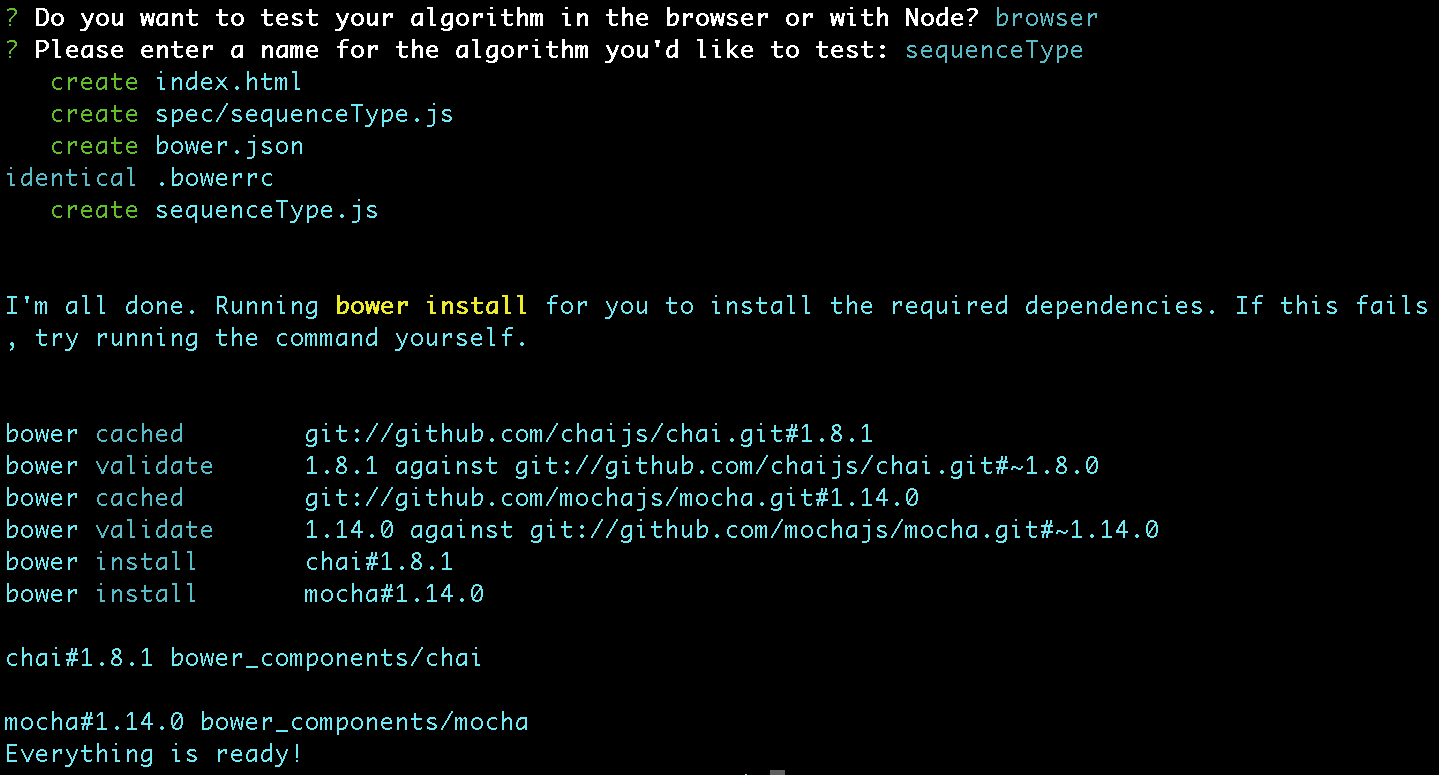 ? Do you want to test your algorithm in the browser or with Node? browser
? Please enter a name for the algorithm you'd like to test: sequenceType
   create index.html
   create spec/sequenceType.js
   create bower.json
identical .bowerrc
   create sequenceType.js
I'm all done. Running bower install for you to install the required dependencies. If this fails
, try running the command yourself.
bower cached        git://github.com/chaijs/chai.git#1.8.1
bower validate      1.8.1 against git://github.com/chaijs/chai.git#~1.8.0
bower cached        git://github.com/mochajs/mocha.git#1.14.0
bower validate      1.14.0 against git://github.com/mochajs/mocha.git#~1.14.0
bower install       chai#1.8.1
bower install       mocha#1.14.0
chai#1.8.1 bower_components/chai
mocha#1.14.0 bower_components/mocha
Everything is ready!